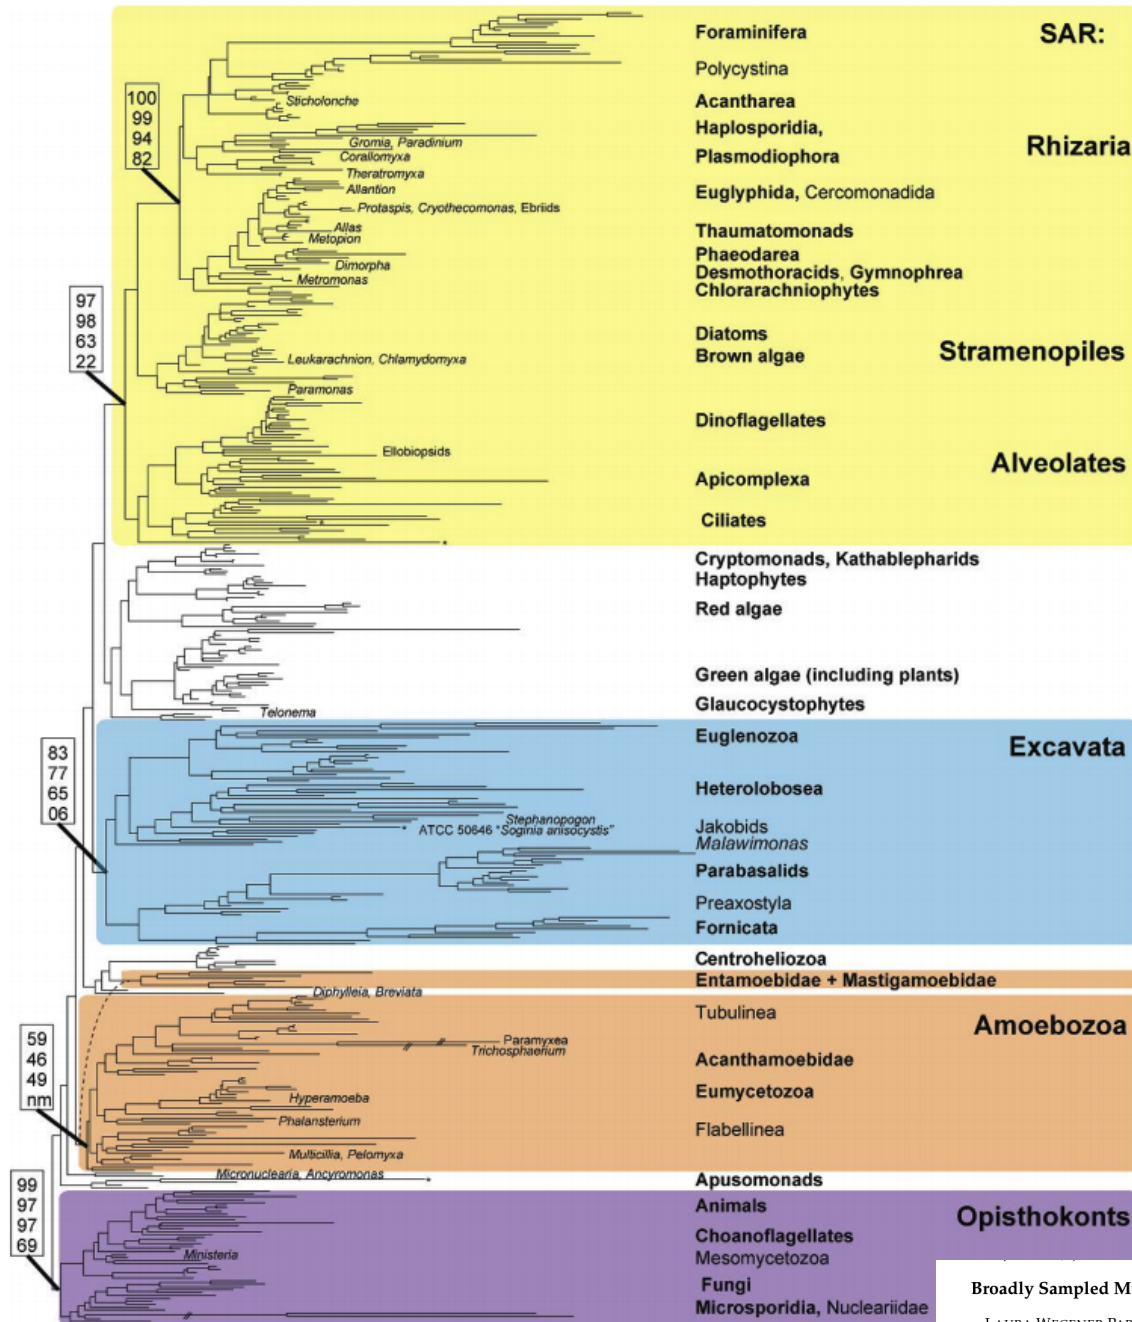 Foraminifera
SAR:
Polycystina
100
99
94
82
Sticholonche
Acantharea
Haplosporidia,
Gromia, Paradinium
Rhizaria
Corallomyxa
Plasmodiophora
Theratromyxa
Allantion
Euglyphida, Cercomonadida
Protaspis, Cryothecomonas, Ebriids
Allas
Thaumatomonads
Metopion
Phaeodarea
Dimorpha
Desmothoracids, Gymnophrea
Metromonas
Chlorarachniophytes
97
98
63
22
Diatoms
Stramenopiles
Leukarachnion, Chlamydomyxa
Brown algae
Paramonas
Dinoflagellates
Ellobiopsids
Alveolates
Apicomplexa
Ciliates
*
*
Cryptomonads, Kathablepharids
Haptophytes
Red algae
Green algae (including plants)
Glaucocystophytes
Telonema
83
77
65
06
Euglenozoa
Excavata
Heterolobosea
Stephanopogon
* ATCC 50646 "Soginia anisocystis"
Jakobids
Malawimonas
Parabasalids
Preaxostyla
Fornicata
Centroheliozoa
Entamoebidae + Mastigamoebidae
Diphylleia, Breviata
Tubulinea
Amoebozoa
59
46
49
nm
Paramyxea
Trichosphaerium
Acanthamoebidae
Eumycetozoa
Hyperamoeba
Phalansterium
Flabellinea
Multicillia, Pelomyxa
Micronuclearia, Ancyromonas
*
Apusomonads
99
97
97
69
Animals
Opisthokonts
Choanoflagellates
Ministeria
Mesomycetozoa
Fungi
Microsporidia, Nucleariidae
Broadly Sampled M
LAURA WEGENER PAR